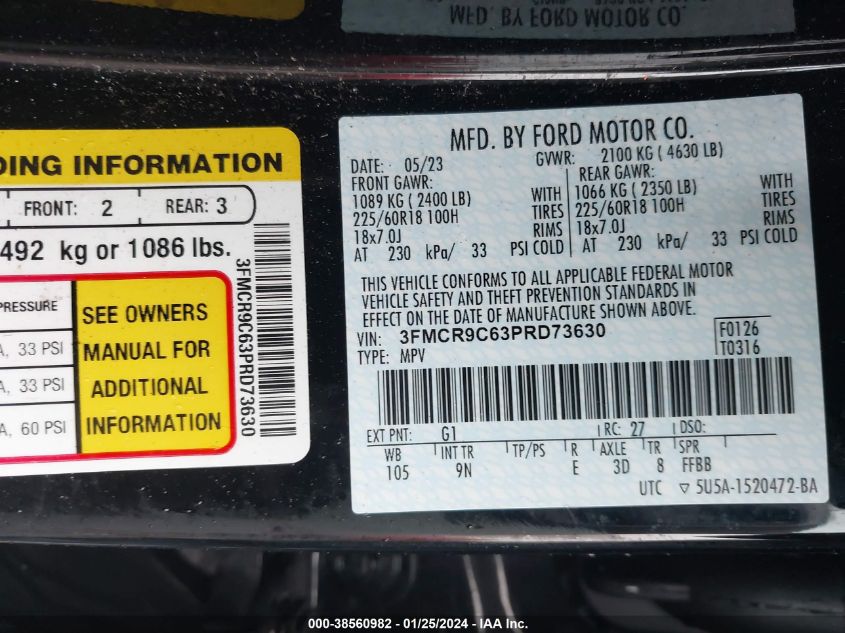 MFD. BY FORD MOTOR CO.
DING INFORMATION
FRONT: 2 REAR: 3
492 kg or 1086 lbs.
PRESSURE
A, 33 PSI
A, 33 PSI
A, 60 PSI
SEE OWNERS
MANUAL FOR
ADDITIONAL
INFORMATION
3FMCR9C63PRD73630
MFD. BY FORD MOTOR CO.
DATE: 05/23 GVWR: 2100 KG ( 4630 LB)
FRONT GAWR: REAR GAWR:
1089 KG ( 2400 LB) WITH 1066 KG ( 2350 LB) WITH
225/60R18 100H TIRES 225/60R18 100H TIRES
18x7.0J RIMS 18x7.0J RIMS
AT 230 kPa/ 33 PSI COLD AT 230 kPa/ 33 PSI COLD
THIS VEHICLE CONFORMS TO ALL APPLICABLE FEDERAL MOTOR
VEHICLE SAFETY AND THEFT PREVENTION STANDARDS IN
EFFECT ON THE DATE OF MANUFACTURE SHOWN ABOVE.
VIN: 3FMCR9C63PRD73630 F0126
TYPE: MPV T0316
EXT PNT: G1 RC: 27 DSO:
WB INT TR TP/PS R AXLE TR SPR
105 9N E 3D 8 FFBB
UTC ▽ 5U5A-1520472-BA
000-38560982 - 01/25/2024 - IAA Inc.